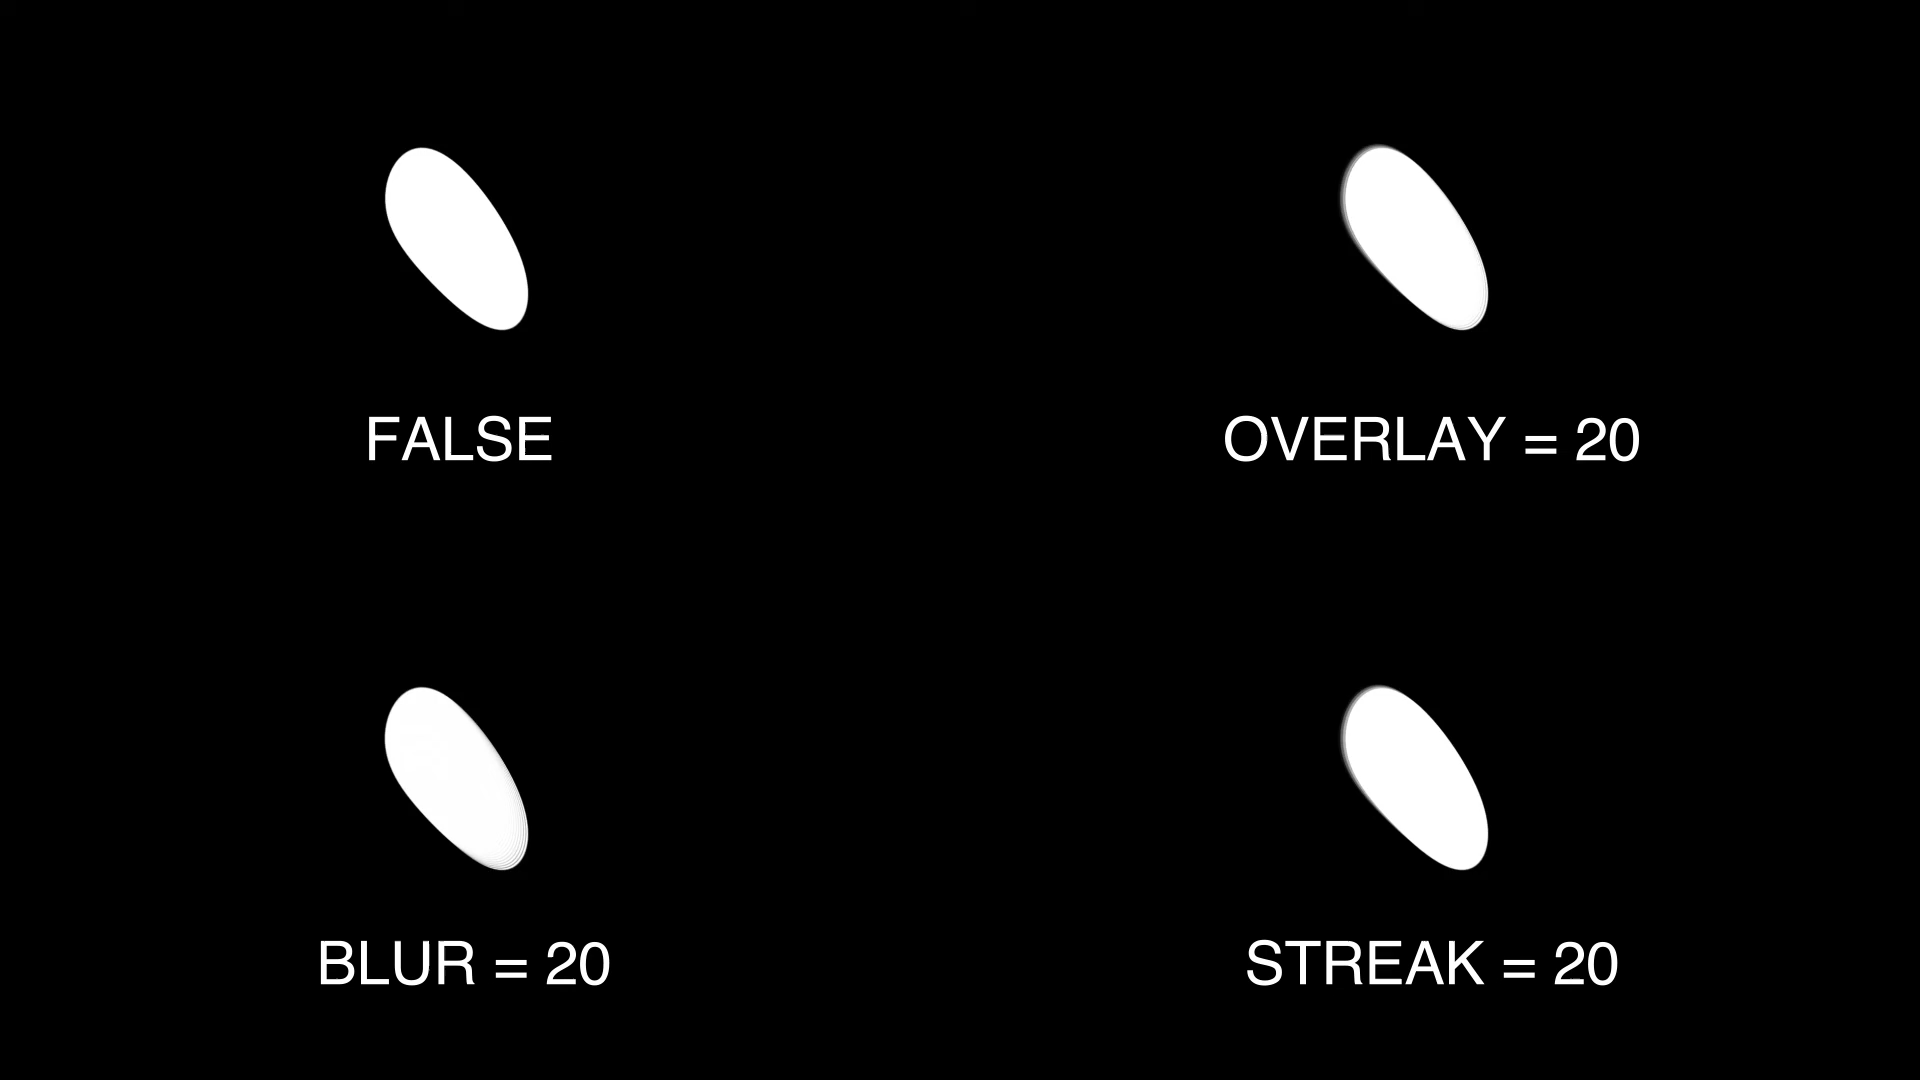 FALSE
OVERLAY = 20
BLUR = 20
STREAK = 20